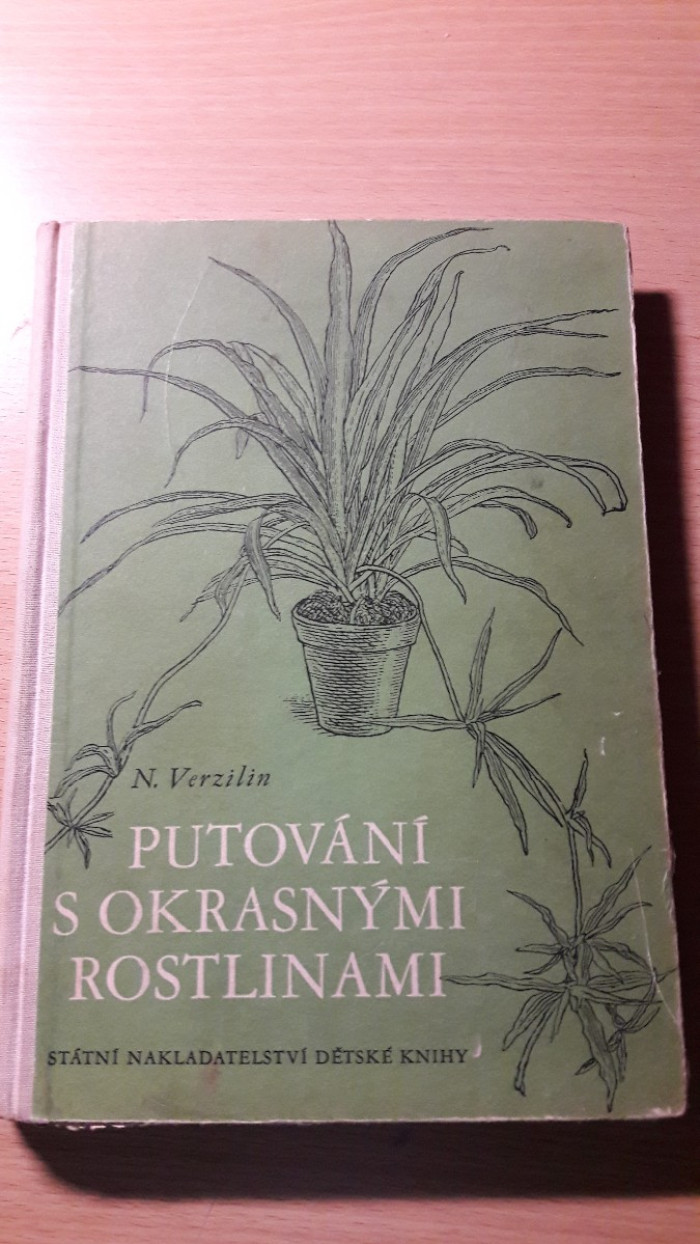 N. Verzilin
PUTOVÁNÍ
S OKRASNÝMI
ROSTLINAMI
STÁTNÍ NAKLADATELSTVÍ DĚTSKÉ KNIHY